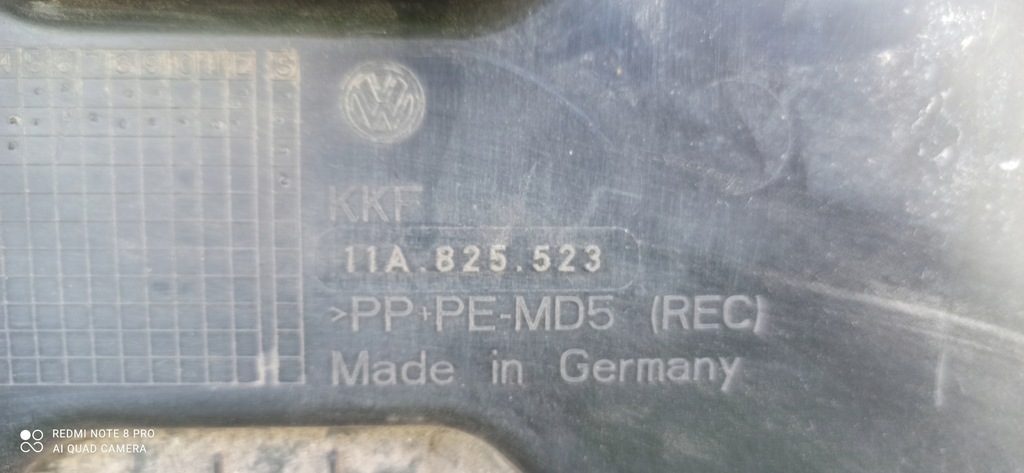 KKF
11A.825.523
>PP+PE-MD5 (REC)
Made in Germany
REDMI NOTE 8 PRO
AI QUAD CAMERA